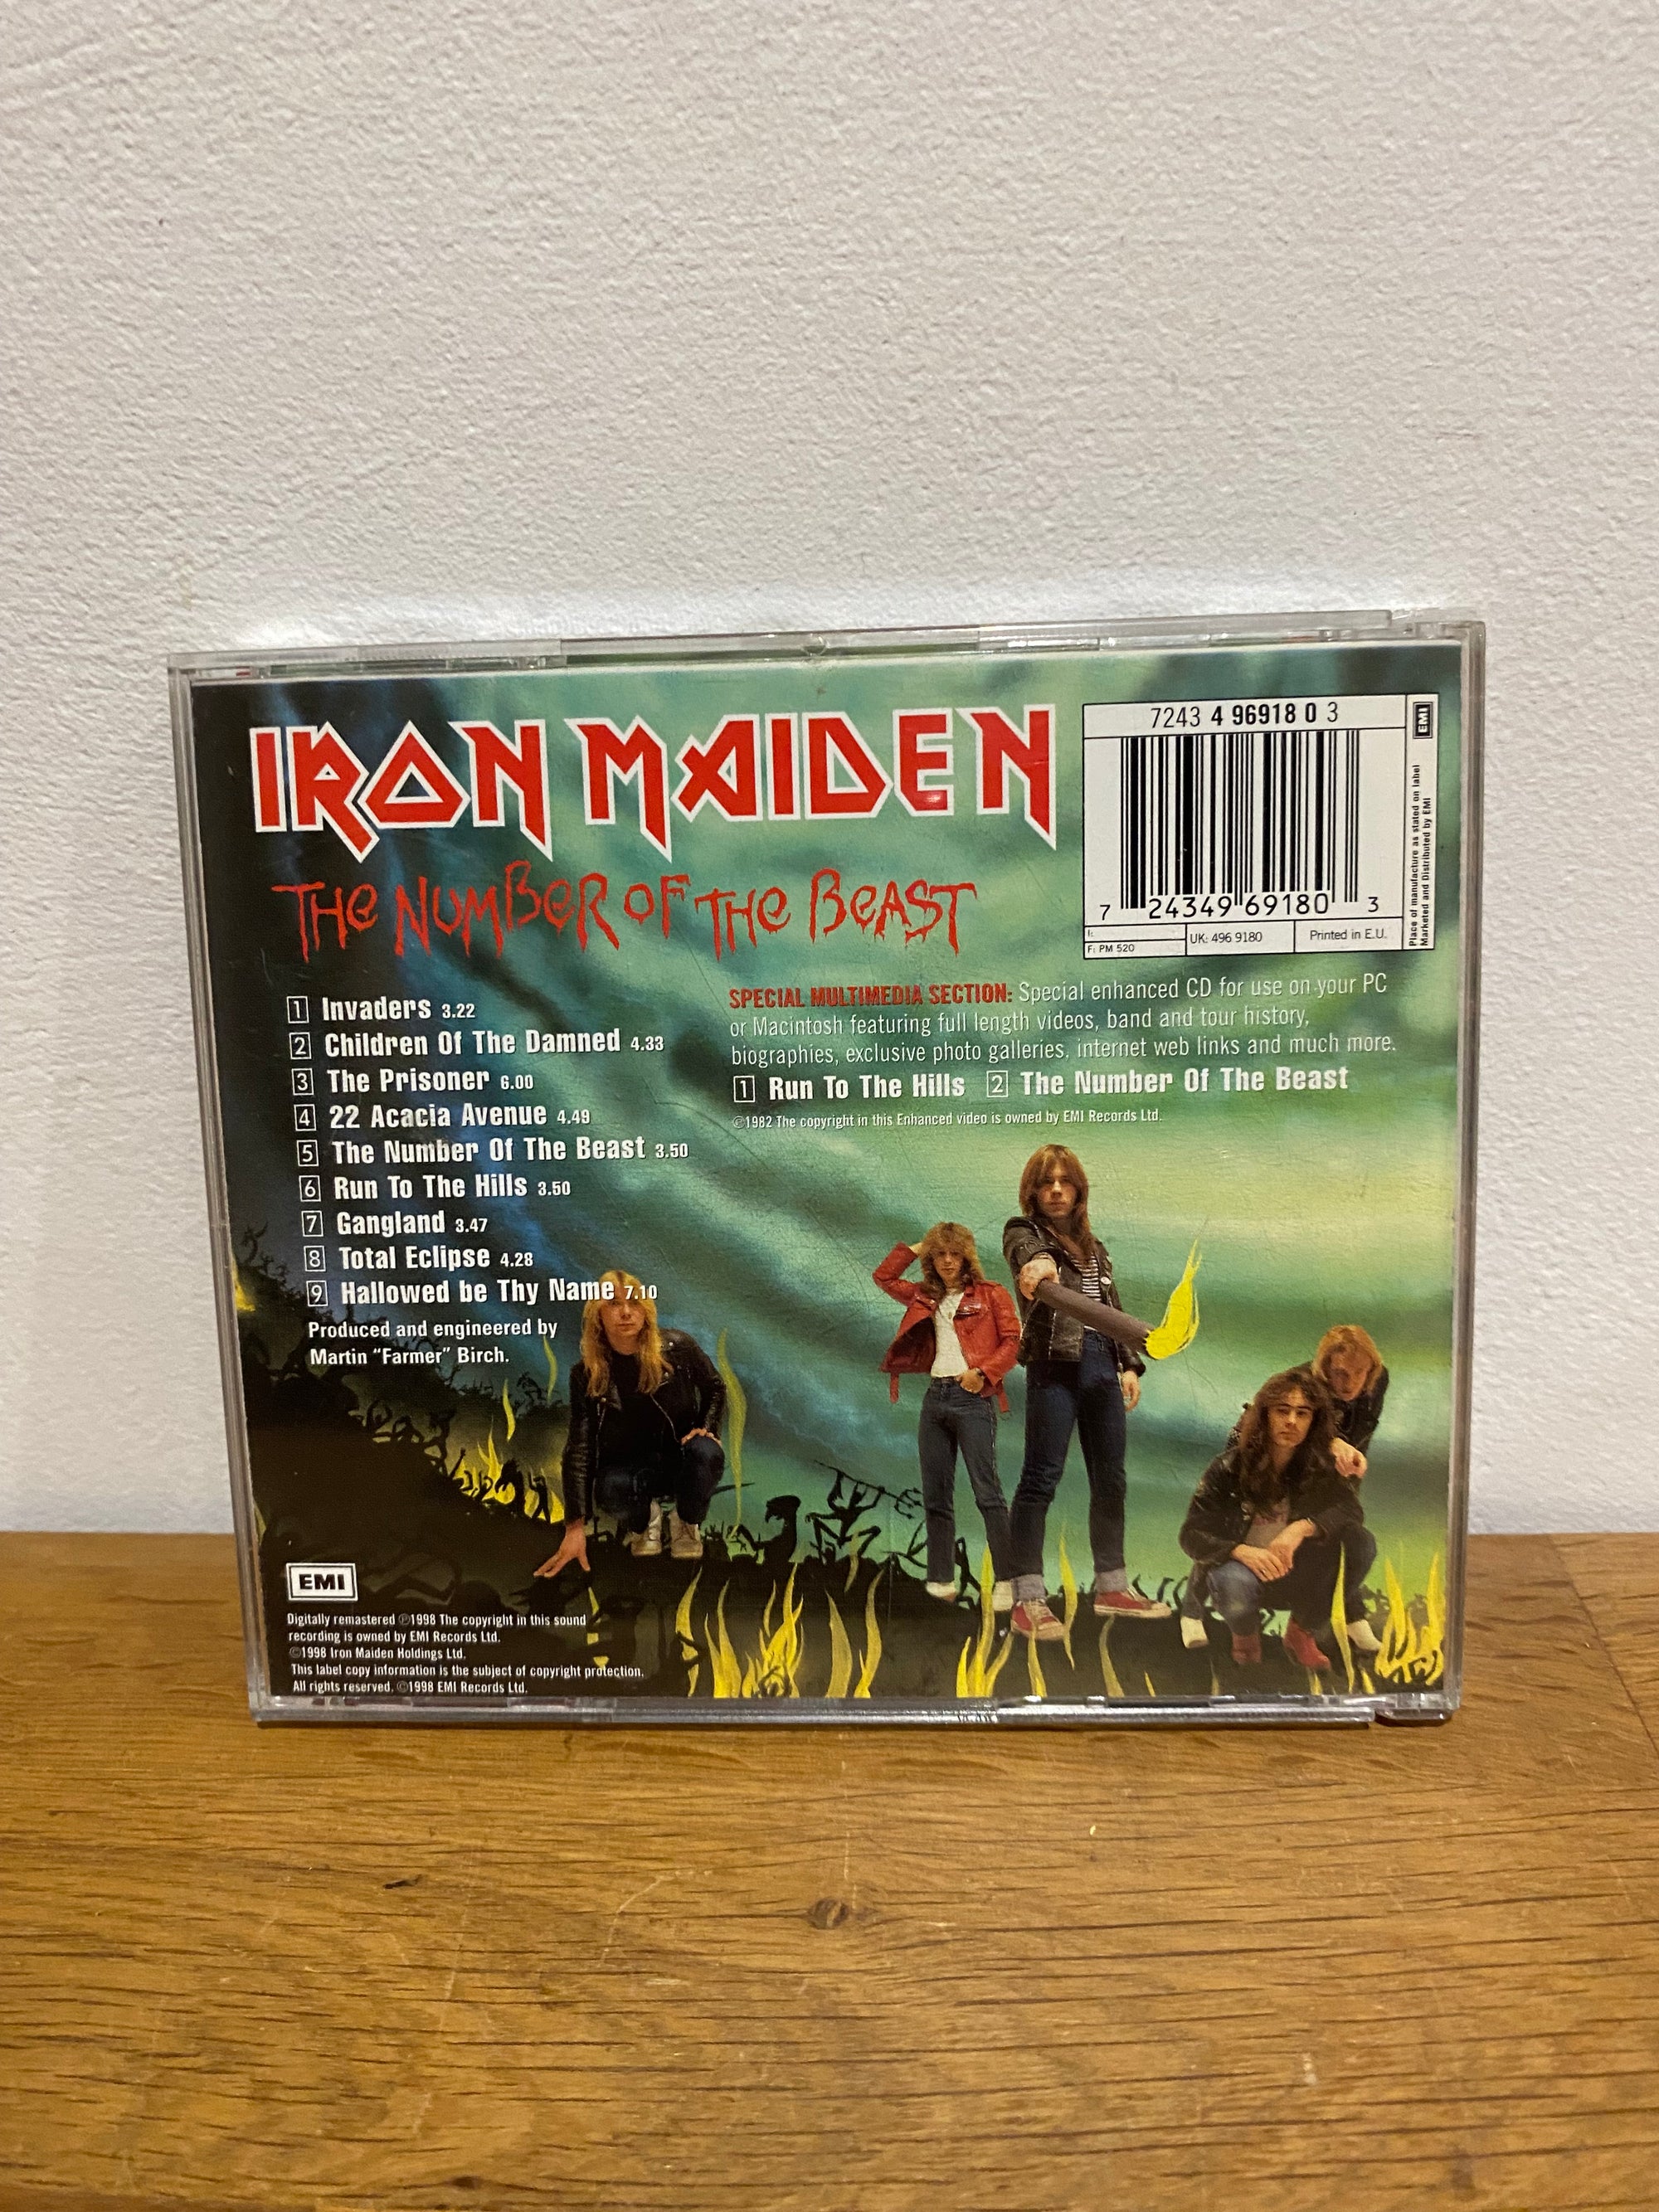 IRON MAIDEN
THE NUMBER OF THE BEAST
7243 4 96918 0 3
EMI
Place of manufacture as stated on label
Marketed and Distributed by EMI
7 24349 69180 3
I:
F: PM 520
UK: 496 9180
Printed in E.U.
1 Invaders 3.22
2 Children Of The Damned 4.33
3 The Prisoner 6.00
4 22 Acacia Avenue 4.49
5 The Number Of The Beast 3.50
6 Run To The Hills 3.50
7 Gangland 3.47
8 Total Eclipse 4.28
9 Hallowed be Thy Name 7.10
Produced and engineered by
Martin “Farmer” Birch.
SPECIAL MULTIMEDIA SECTION: Special enhanced CD for use on your PC
or Macintosh featuring full length videos, band and tour history,
biographies, exclusive photo galleries, internet web links and much more.
1 Run To The Hills 2 The Number Of The Beast
©1982 The copyright in this Enhanced video is owned by EMI Records Ltd.
EMI
Digitally remastered ℗1998 The copyright in this sound
recording is owned by EMI Records Ltd.
©1998 Iron Maiden Holdings Ltd.
This label copy information is the subject of copyright protection.
All rights reserved. ©1998 EMI Records Ltd.